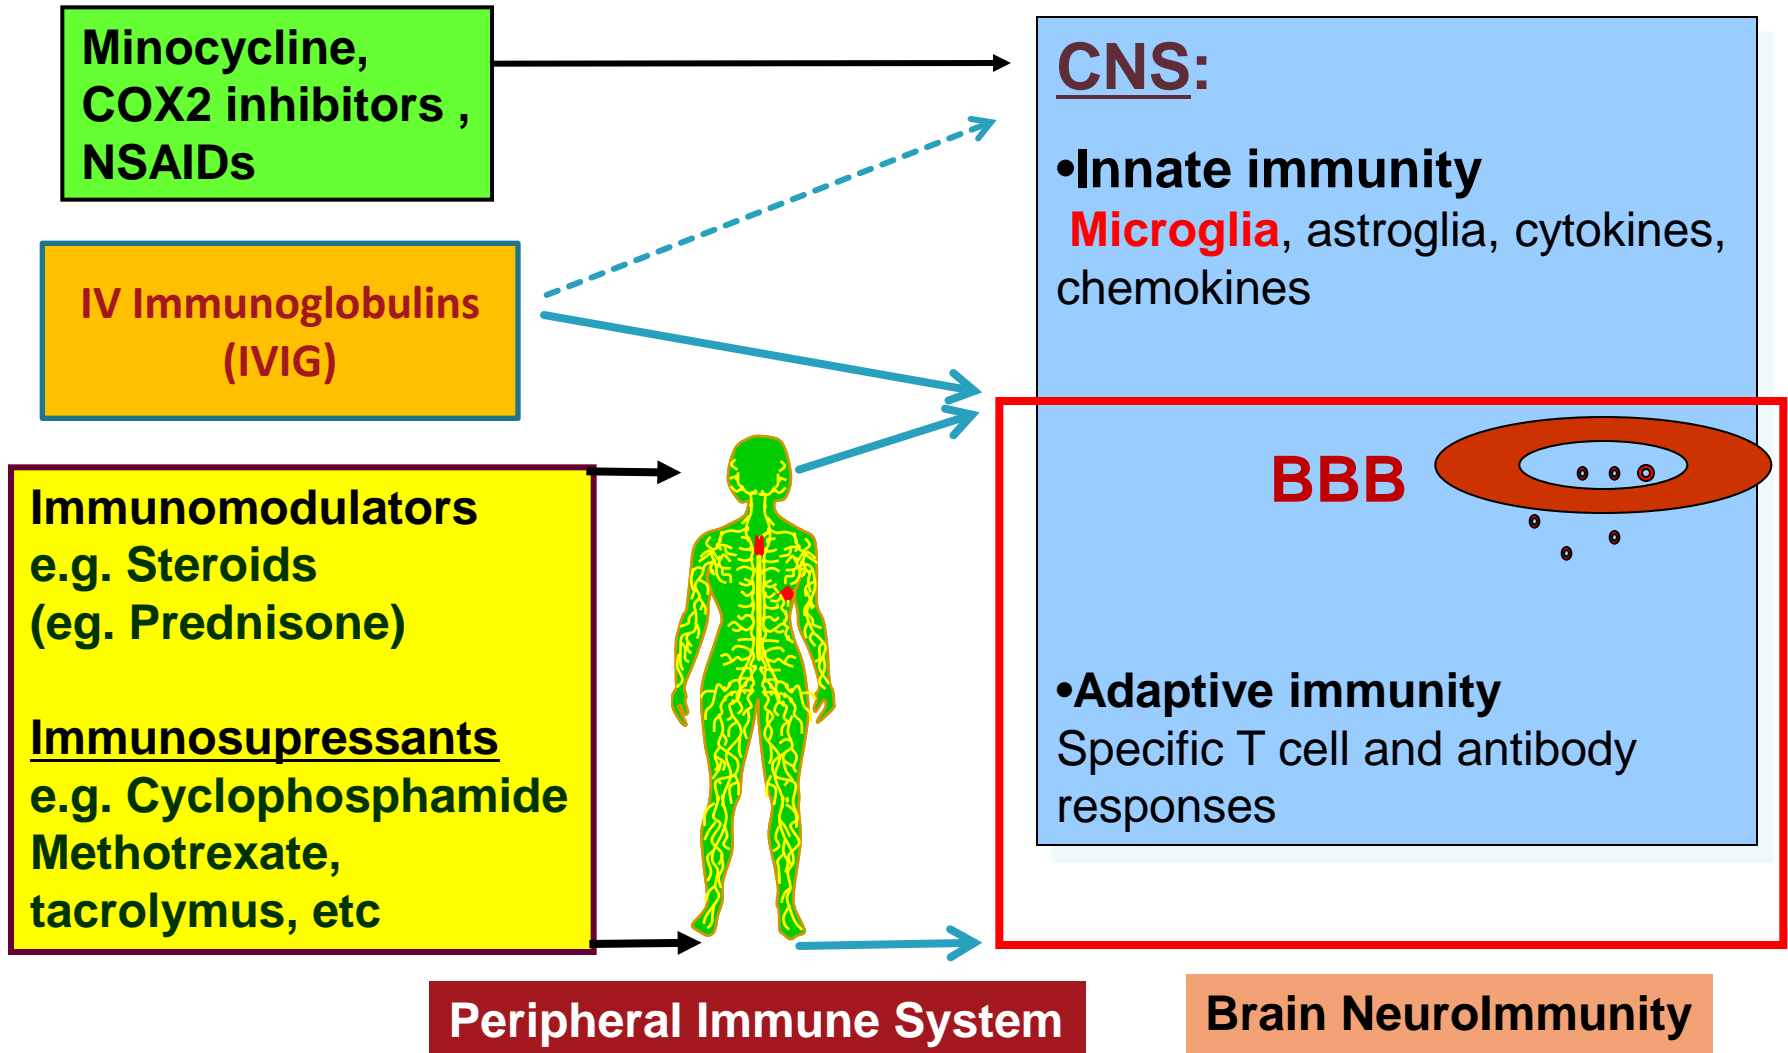 Minocycline,
COX2 inhibitors ,
NSAIDs
IV Immunoglobulins
(IVIG)
Immunomodulators
e.g. Steroids
(eg. Prednisone)
Immunosupressants
e.g. Cyclophosphamide
Methotrexate,
tacrolymus, etc
Peripheral Immune System
CNS:
•Innate immunity
Microglia, astroglia, cytokines,
chemokines
BBB
•Adaptive immunity
Specific T cell and antibody
responses
Brain NeuroImmunity